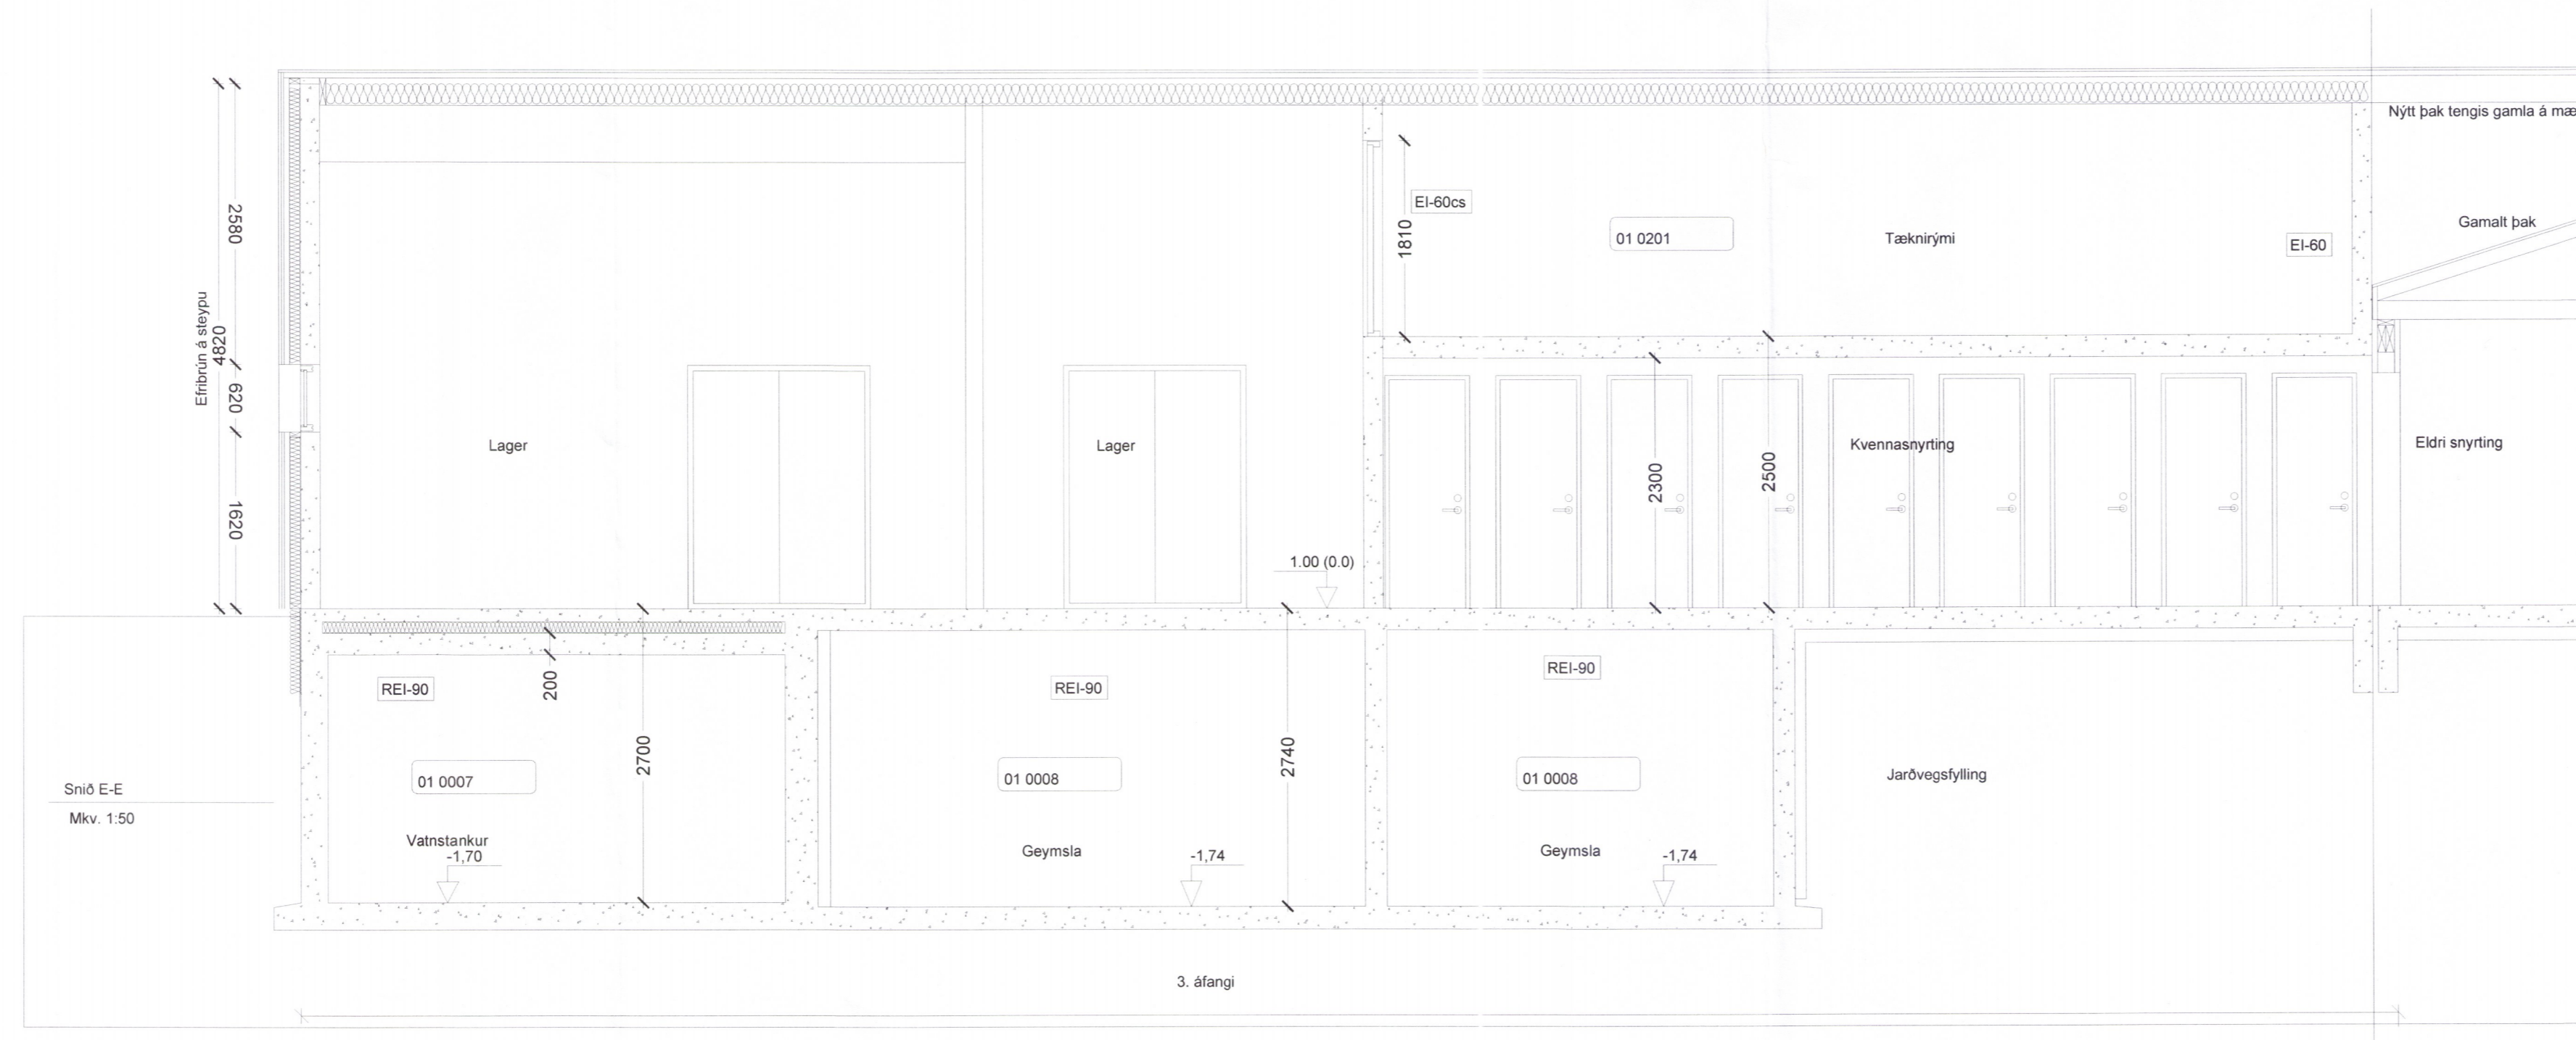 Nýtt þak tengis gamla á mæ
2580
EI-60cs
Gamalt þak
1810
01 0201
Tæknirými
EI-60
Efribrún á steypu
4820
620
Lager
Lager
Kvennasnyrting
Eldri snyrting
2300
2500
1620
1.00 (0.0)
REI-90
200
REI-90
REI-90
2700
2740
01 0007
01 0008
01 0008
Jarðvegsfylling
Snið E-E
Mkv. 1:50
Vatnstankur
-1,70
Geymsla
-1,74
Geymsla
-1,74
3. áfangi